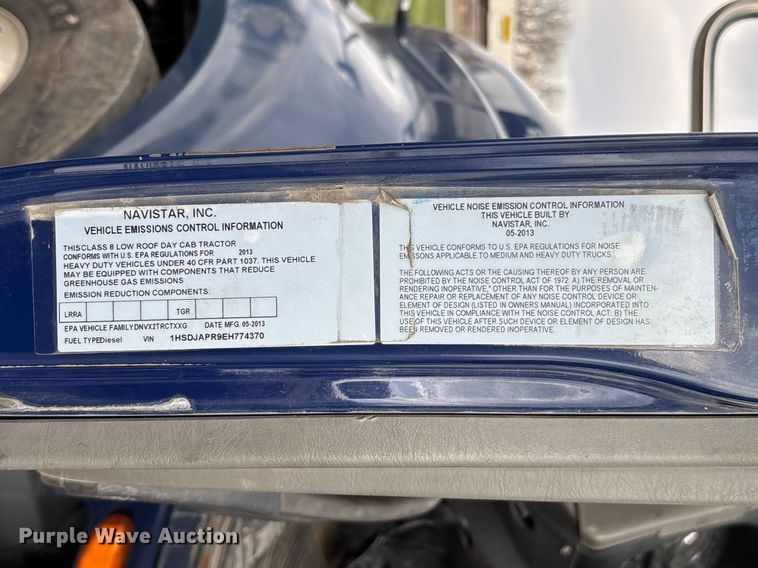 NAVISTAR, INC.
VEHICLE EMISSIONS CONTROL INFORMATION
THISCLASS 8 LOW ROOF DAY CAB TRACTOR
CONFORMS WITH U.S. EPA REGULATIONS FOR 2013
HEAVY DUTY VEHICLES UNDER 40 CFR PART 1037. THIS VEHICLE
MAY BE EQUIPPED WITH COMPONENTS THAT REDUCE
GREENHOUSE GAS EMISSIONS
EMISSION REDUCTION COMPONENTS:
LRRA TGR
EPA VEHICLE FAMILYDNVX2TRCTXXG DATE MFG. 05-2013
FUEL TYPEDiesel VIN 1HSDJAPR9EH774370
VEHICLE NOISE EMISSION CONTROL INFORMATION
THIS VEHICLE BUILT BY
NAVISTAR, INC.
05-2013
THIS VEHICLE CONFORMS TO U.S. EPA REGULATIONS FOR NOISE
EMISSONS APPLICABLE TO MEDIUM AND HEAVY DUTY TRUCKS.
THE FOLLOWING ACTS OR THE CAUSING THEREOF BY ANY PERSON ARE
PROHIBITED BY THE NOISE CONTROL ACT OF 1972: A) THE REMOVAL OR
RENDERING INOPERATIVE," OTHER THAN FOR THE PURPOSES OF MAINTEN-
ANCE REPAIR OR REPLACEMENT OF ANY NOISE CONTROL DEVICE OR
ELEMENT OF DESIGN (LISTED IN OWNERS MANUAL) INCORPORATED INTO
THIS VEHICLE IN COMPLIANCE WITH THE NOISE CONTROL ACT: B) THE
USE OF THIS VEHICLE AFTER SUCH DEVICE OR ELEMENT OF DESIGN HAS
BEEN REMOVED OR RENDERED INOPERATIVE.
Purple Wave Auction